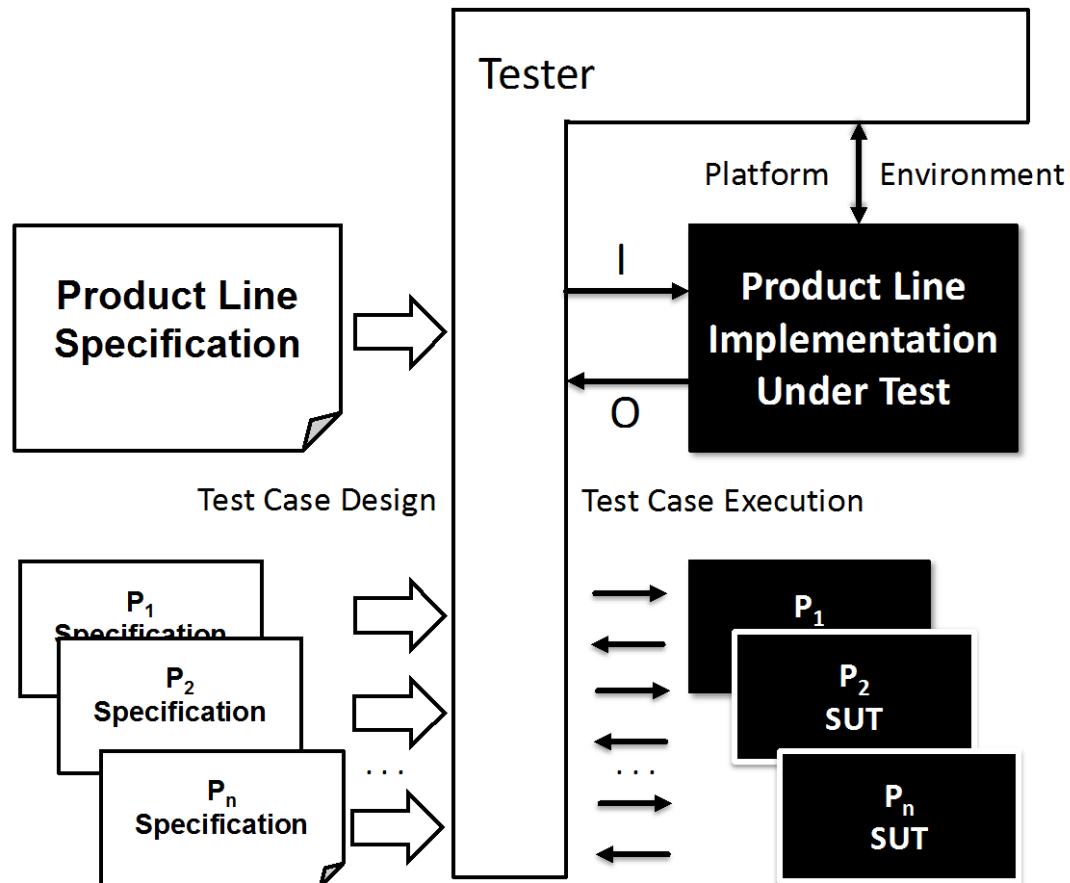 Tester
Platform Environment
Product Line
Specification
I
Product Line
Implementation
Under Test
O
Test Case Design
Test Case Execution
P1
Specification
P2
Specification
. . .
Pn
Specification
P1
P2
SUT
. . .
Pn
SUT